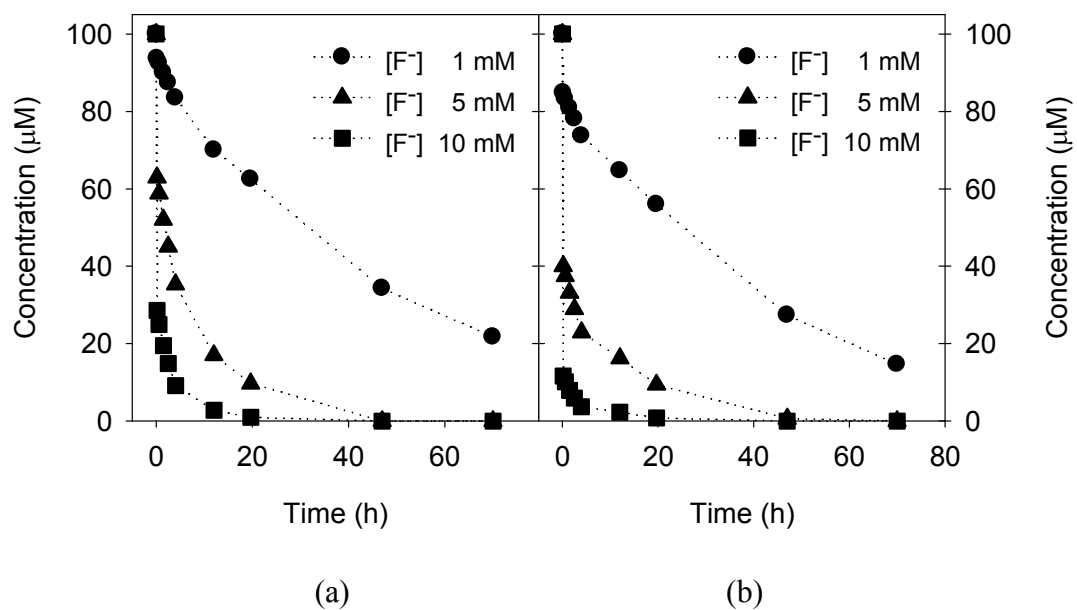 100
80
60
40
20
0
Concentration (μM)
[F-] 1 mM
[F-] 5 mM
[F-] 10 mM
0 20 40 60
Time (h)
(a)
[F-] 1 mM
[F-] 5 mM
[F-] 10 mM
100
80
60
40
20
0
Concentration (μM)
0 20 40 60 80
Time (h)
(b)